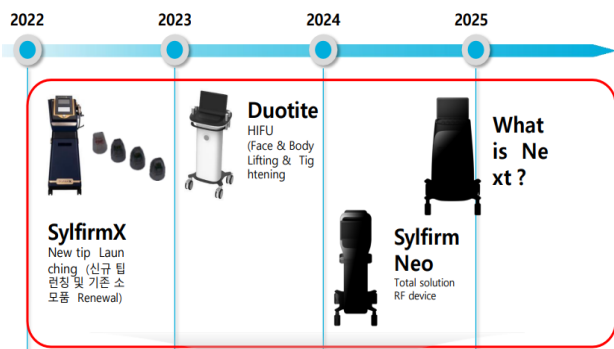 2022
2023
2024
2025
SylfirmX
New tip Laun
ching (신규 팁
런칭 및 기존 소
모품 Renewal)
Duotite
HIFU
(Face & Body
Lifting & Tig
htening
Sylfirm
Neo
Total solution
RF device
What
is Ne
xt ?